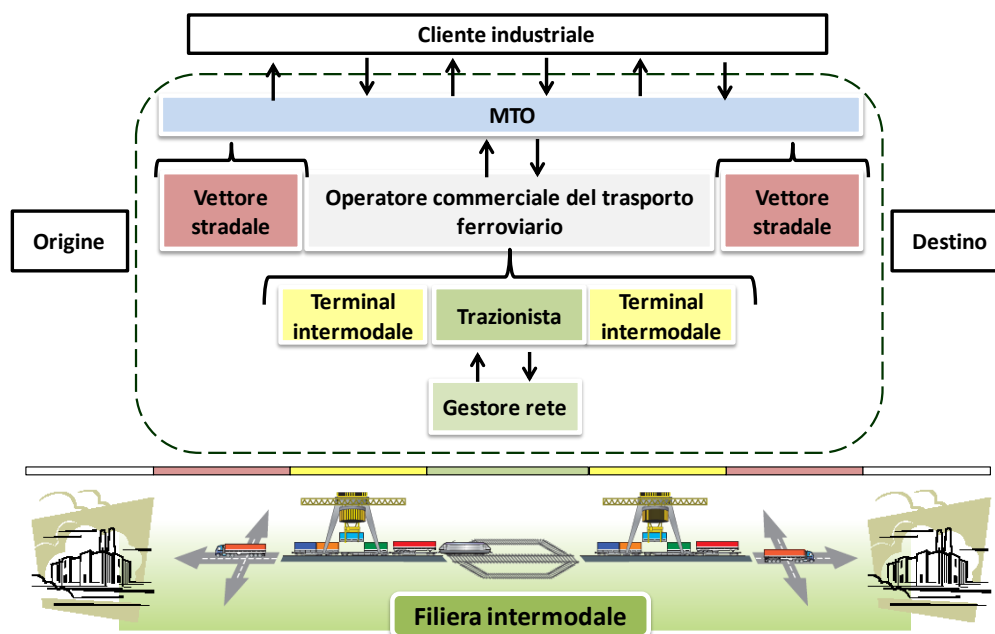 Cliente industriale
MTO
Vettore
stradale
Operatore commerciale del trasporto
ferroviario
Vettore
stradale
Origine
Destino
Terminal
intermodale
Trazionista
Terminal
intermodale
Gestore rete
Filiera intermodale